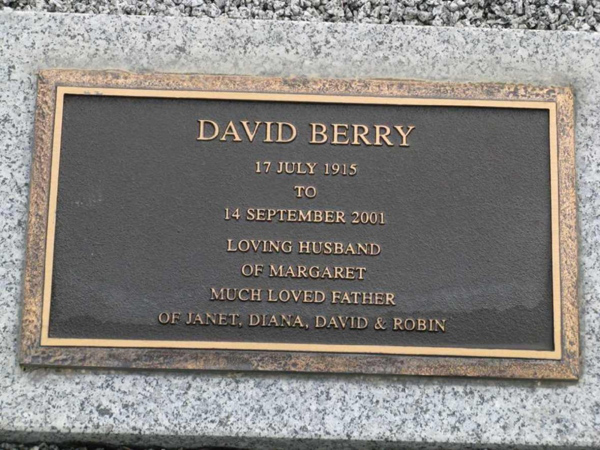 DAVID BERRY
17 JULY 1915
TO
14 SEPTEMBER 2001
LOVING HUSBAND
OF MARGARET
MUCH LOVED FATHER
OF JANET, DIANA, DAVID & ROBIN